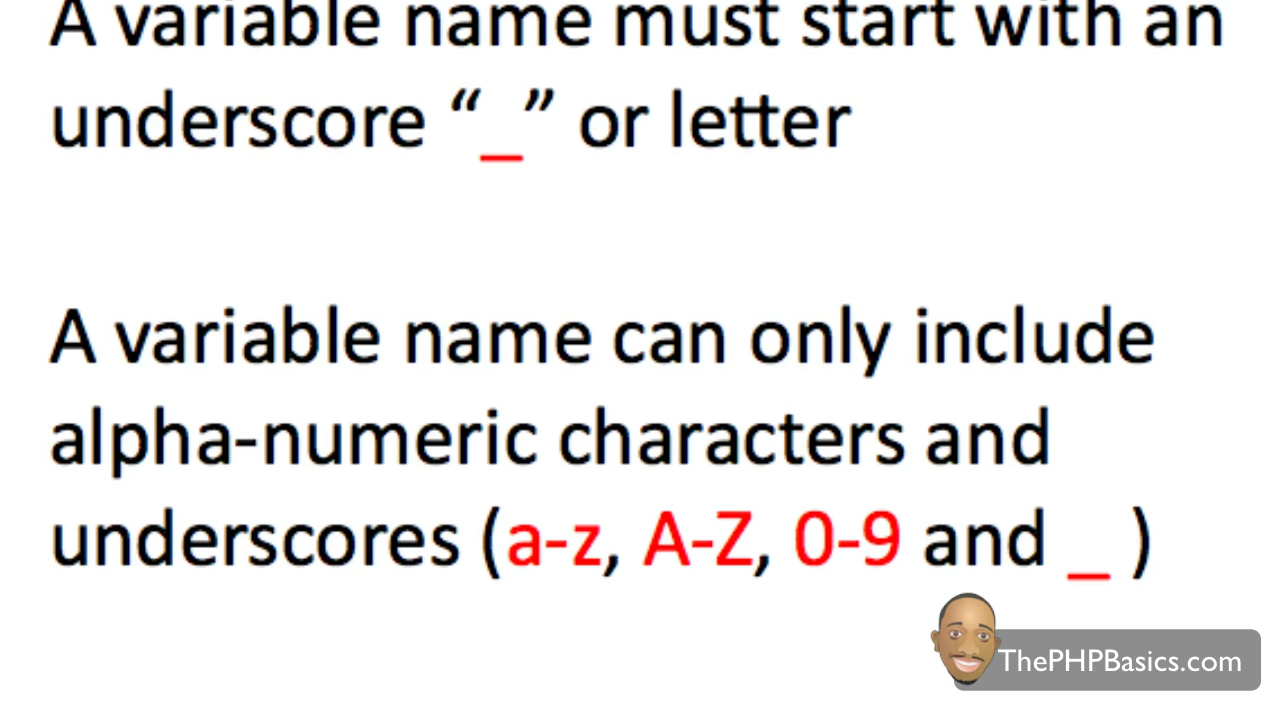 A variable name must start with an
underscore “_” or letter
A variable name can only include
alpha-numeric characters and
underscores (a-z, A-Z, 0-9 and _ )
ThePHPBasics.com